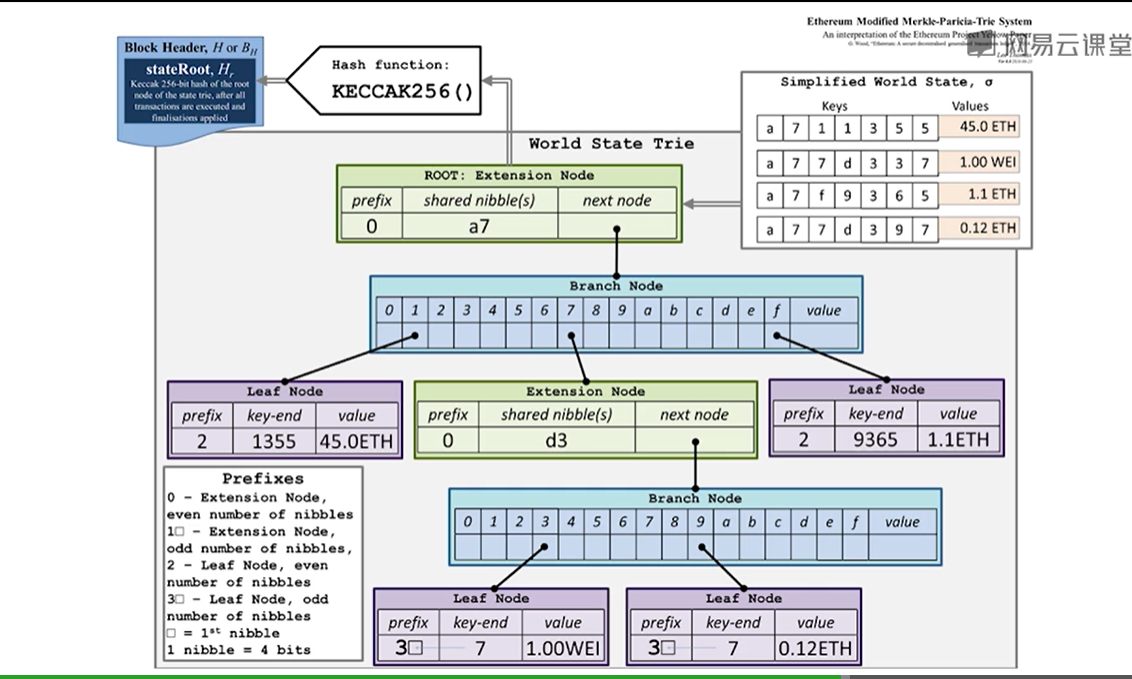 Ethereum Modified Merkle-Paricia-Trie System
An interpretation of the Ethereum Project Yellow Paper
网易云课堂
Block Header, H or B_H
stateRoot, H_r
Keccak 256-bit hash of the root
node of the state trie, after all
transactions are executed and
finalisations applied
Hash function:
KECCAK256()
Simplified World State, σ
Keys Values
a 7 1 1 3 5 5 45.0 ETH
a 7 7 d 3 3 7 1.00 WEI
a 7 f 9 3 6 5 1.1 ETH
a 7 7 d 3 9 7 0.12 ETH
World State Trie
ROOT: Extension Node
prefix shared nibble(s) next node
0 a7
Branch Node
0 1 2 3 4 5 6 7 8 9 a b c d e f value
Leaf Node
prefix key-end value
2 1355 45.0ETH
Extension Node
prefix shared nibble(s) next node
0 d3
Leaf Node
prefix key-end value
2 9365 1.1ETH
Prefixes
0 - Extension Node,
even number of nibbles
1□ - Extension Node,
odd number of nibbles,
2 - Leaf Node, even
number of nibbles
3□ - Leaf Node, odd
number of nibbles
□ = 1st nibble
1 nibble = 4 bits
Branch Node
0 1 2 3 4 5 6 7 8 9 a b c d e f value
Leaf Node
prefix key-end value
3□ 7 1.00WEI
Leaf Node
prefix key-end value
3□ 7 0.12ETH